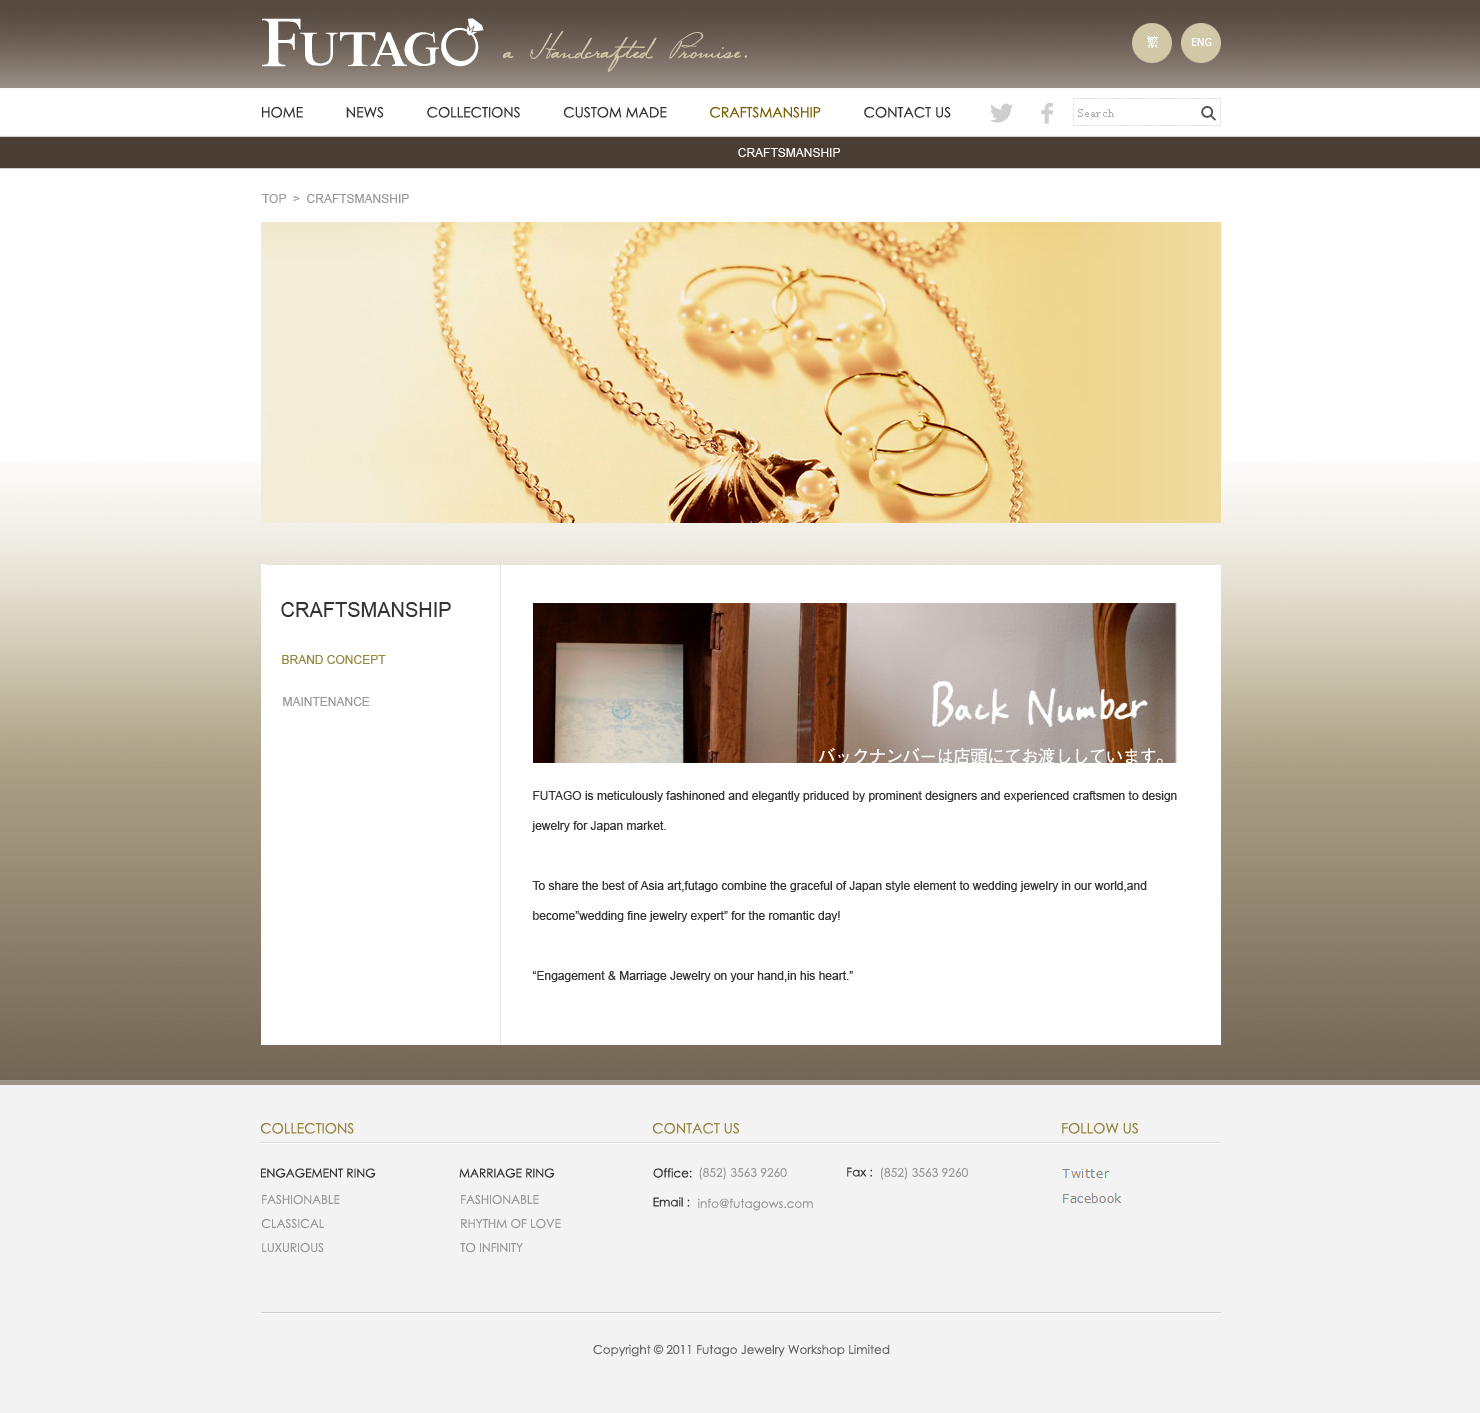 FUTAGO a Handcrafted Promise.
繁 ENG
HOME NEWS COLLECTIONS CUSTOM MADE CRAFTSMANSHIP CONTACT US Search
CRAFTSMANSHIP
TOP > CRAFTSMANSHIP
CRAFTSMANSHIP
BRAND CONCEPT
MAINTENANCE
Back Number
バックナンバーは店頭にてお渡ししています。
FUTAGO is meticulously fashinoned and elegantly priduced by prominent designers and experienced craftsmen to design
jewelry for Japan market.
To share the best of Asia art,futago combine the graceful of Japan style element to wedding jewelry in our world,and
become”wedding fine jewelry expert” for the romantic day!
“Engagement & Marriage Jewelry on your hand,in his heart.”
COLLECTIONS
ENGAGEMENT RING
FASHIONABLE
CLASSICAL
LUXURIOUS
MARRIAGE RING
FASHIONABLE
RHYTHM OF LOVE
TO INFINITY
CONTACT US
Office: (852) 3563 9260 Fax : (852) 3563 9260
Email : info@futagows.com
FOLLOW US
Twitter
Facebook
Copyright © 2011 Futago Jewelry Workshop Limited